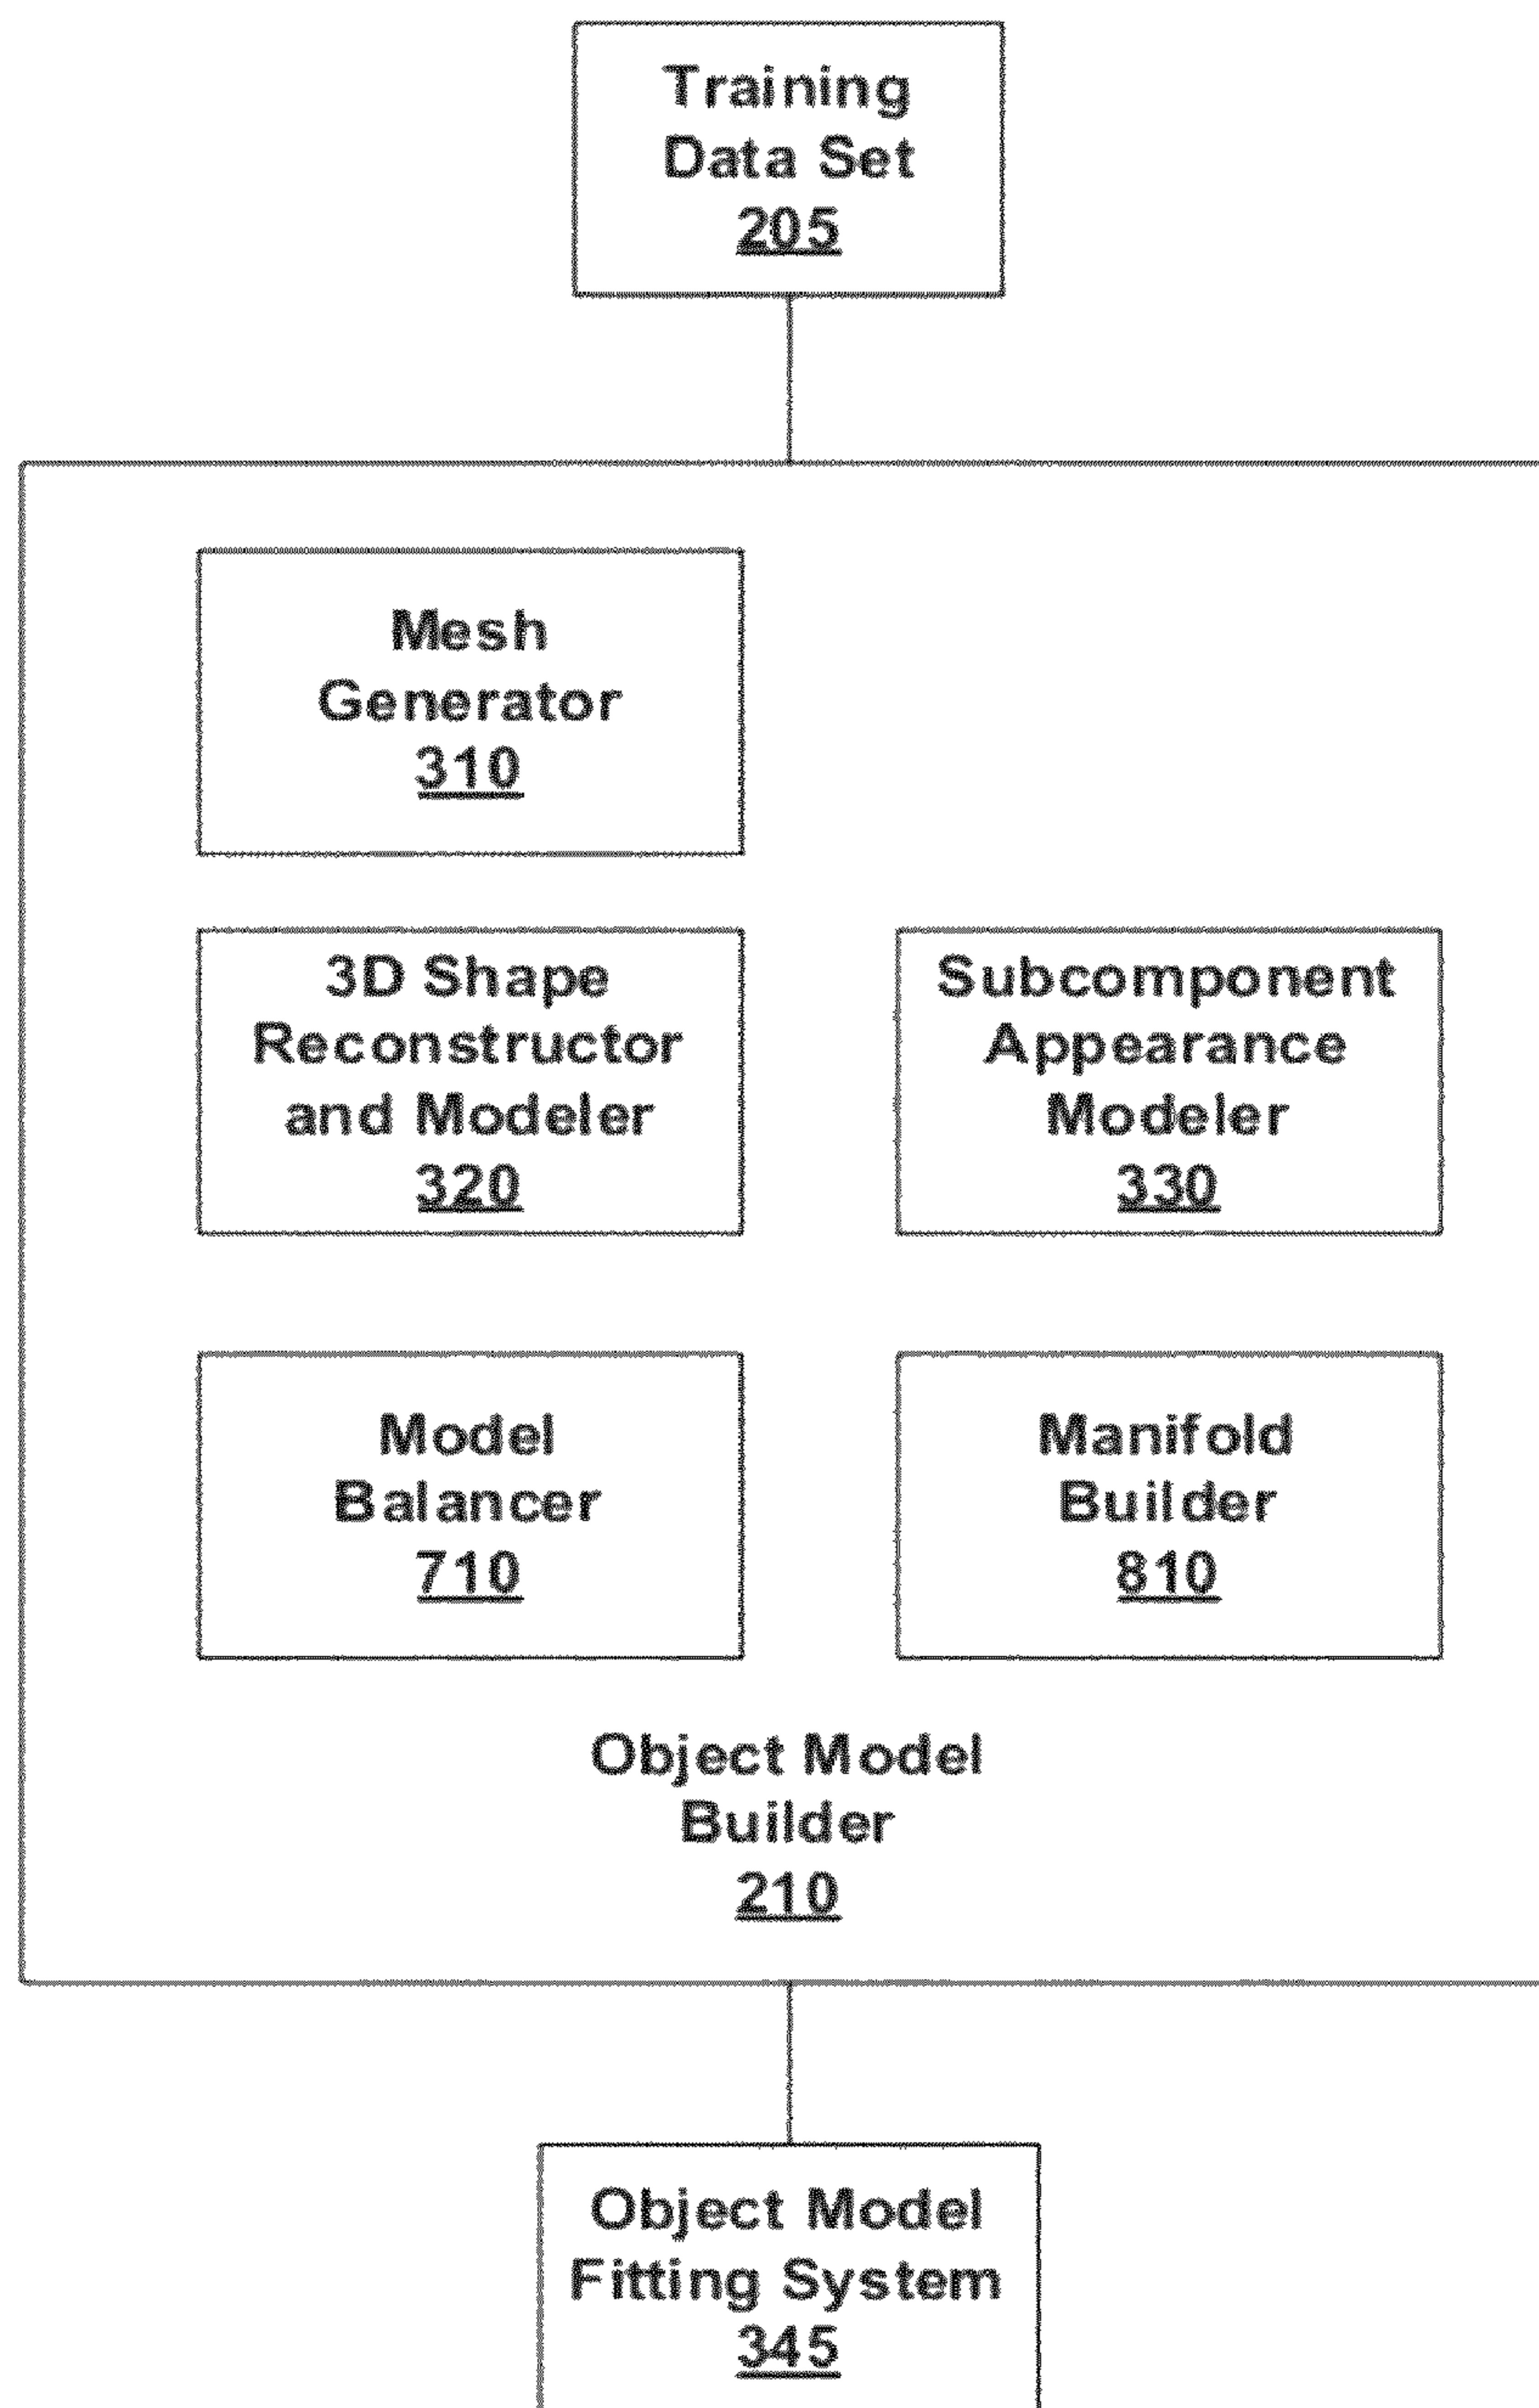 Training
Data Set
205
Mesh
Generator
310
3D Shape
Reconstructor
and Modeler
320
Subcomponent
Appearance
Modeler
330
Model
Balancer
710
Manifold
Builder
810
Object Model
Builder
210
Object Model
Fitting System
345